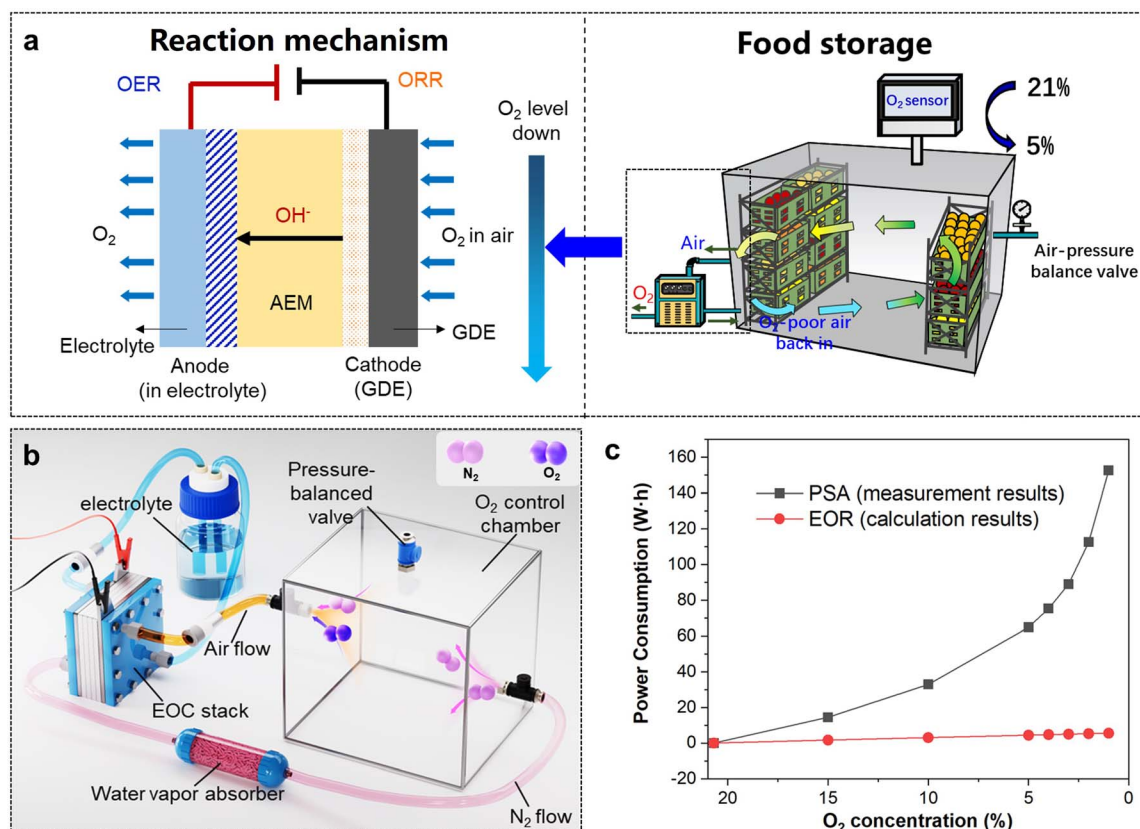 a
Reaction mechanism
OER
ORR
O₂ level
down
OH⁻
O₂
O₂ in air
AEM
Electrolyte
GDE
Anode
(in electrolyte)
Cathode
(GDE)
Food storage
O₂ sensor
21%
5%
Air
O₂
O₂-poor air
back in
Air-pressure
balance valve
b
N₂
O₂
electrolyte
Pressure-
balanced
valve
O₂ control
chamber
Air flow
EOC stack
Water vapor absorber
N₂ flow
c
PSA (measurement results)
EOR (calculation results)
Power Consumption (W·h)
160
140
120
100
80
60
40
20
0
-20
20
15
10
5
0
O₂ concentration (%)